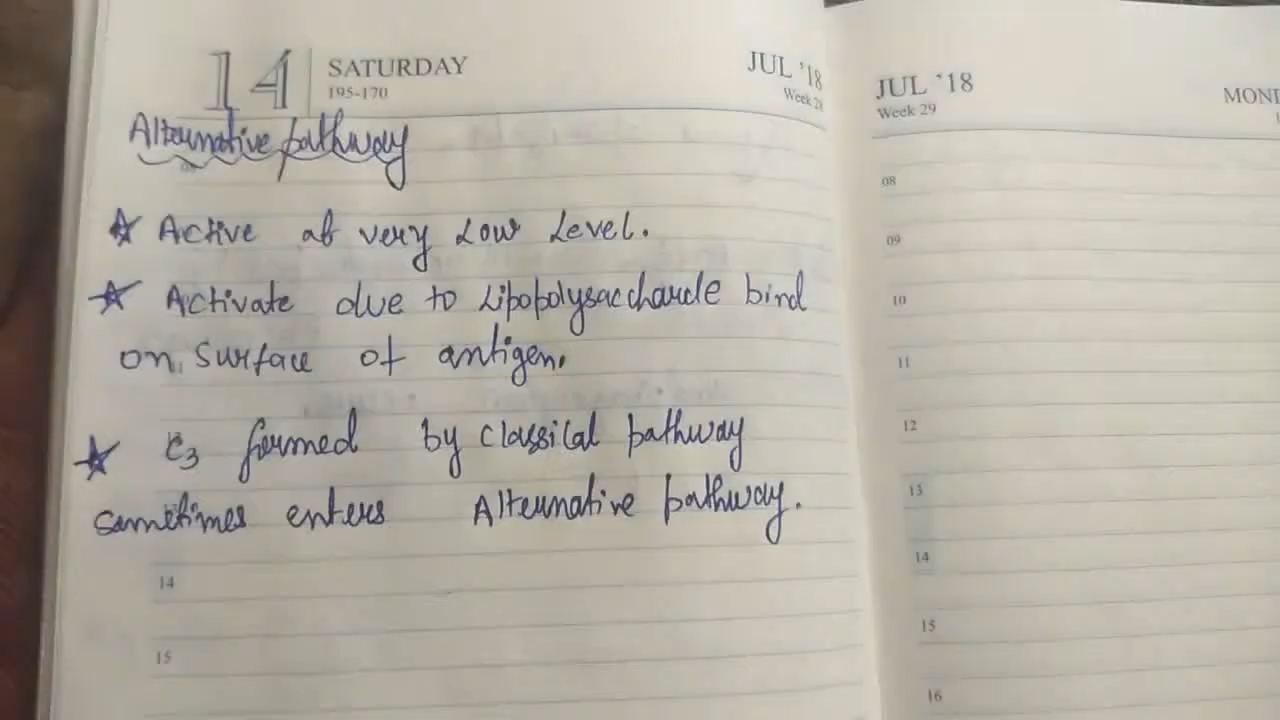 14 SATURDAY JUL '18
195-170 Week 28
Alternative pathway
☆ Active at very Low Level.
☆ Activate due to Lipopolysaccharide bind
on surface of antigen.
☆ C3 formed by classical pathway
sometimes enters Alternative pathway.
14
15
JUL '18
Week 29
08
09
10
11
12
13
14
15
16